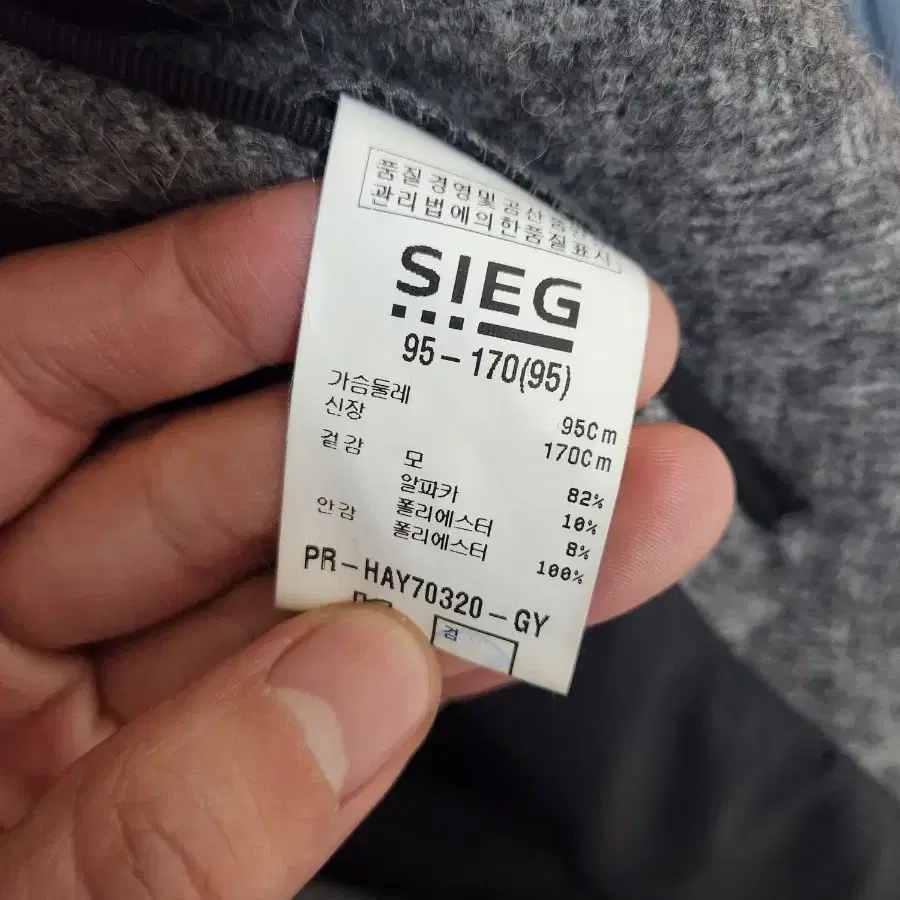 품질경영및공산품안
관리법에의한품질표시
SIEG
95-170(95)
가슴둘레 95Cm
신장 170Cm
겉감 모 82%
알파카 10%
폴리에스터 8%
안감 폴리에스터 100%
PR-HAY70320-GY
검